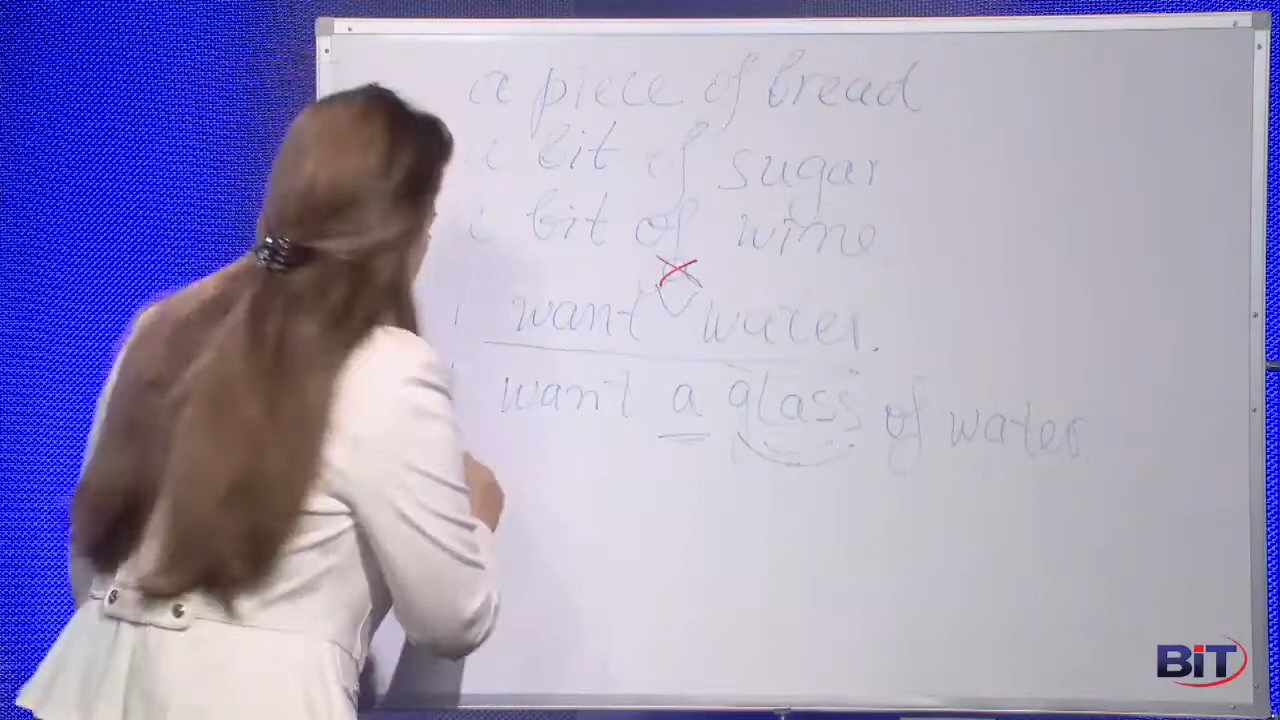 a piece of bread
a bit of sugar
a bit of wine
a
I want water.
I want a glass of water
BiT